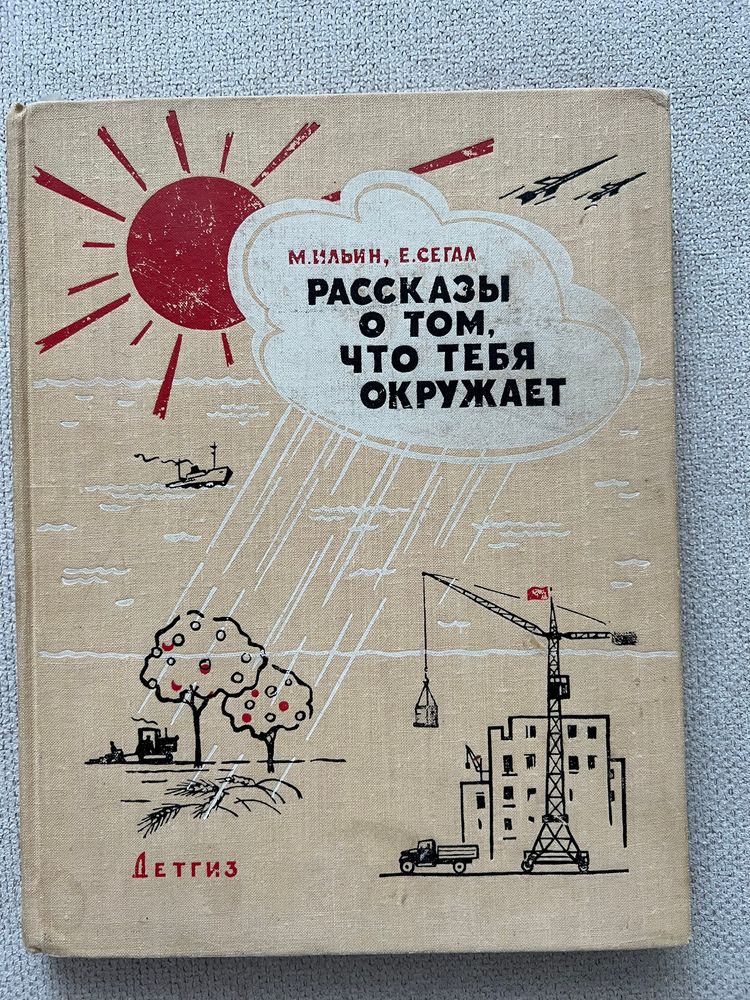 М. ИЛЬИН, Е. СЕГАЛ
РАССКАЗЫ
О ТОМ,
ЧТО ТЕБЯ
ОКРУЖАЕТ
ДЕТГИЗ